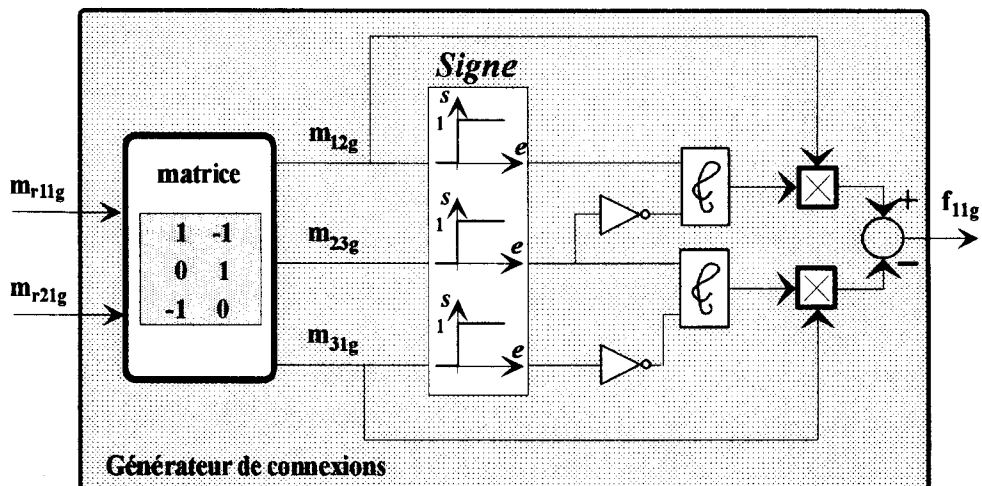 Signe
s
1
e
m12g
matrice
mr11g
1 -1
0 1
-1 0
s
1
e
m23g
mr21g
s
1
e
m31g
+
f11g
−
Générateur de connexions